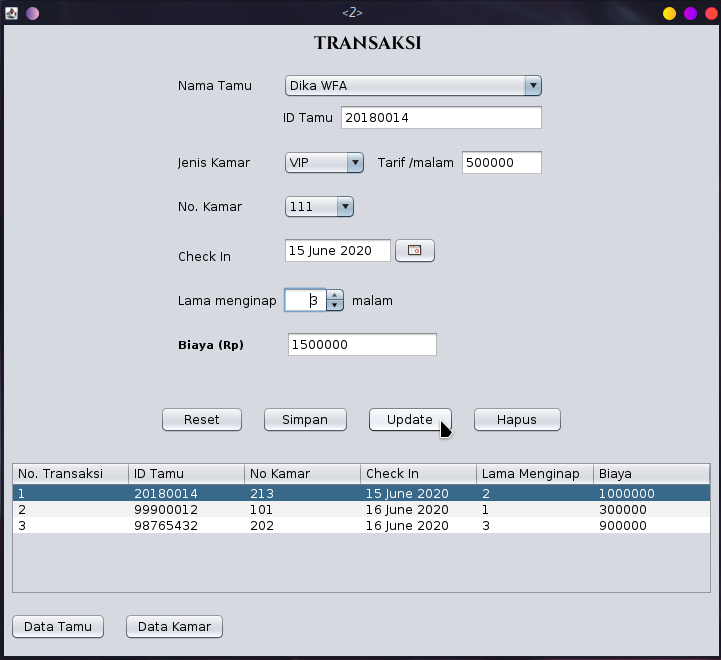 <2>
TRANSAKSI
Nama Tamu Dika WFA
ID Tamu 20180014
Jenis Kamar VIP Tarif /malam 500000
No. Kamar 111
Check In 15 June 2020
Lama menginap 3 malam
Biaya (Rp) 1500000
Reset Simpan Update Hapus
No. Transaksi ID Tamu No Kamar Check In Lama Menginap Biaya
1 20180014 213 15 June 2020 2 1000000
2 99900012 101 16 June 2020 1 300000
3 98765432 202 16 June 2020 3 900000
Data Tamu Data Kamar